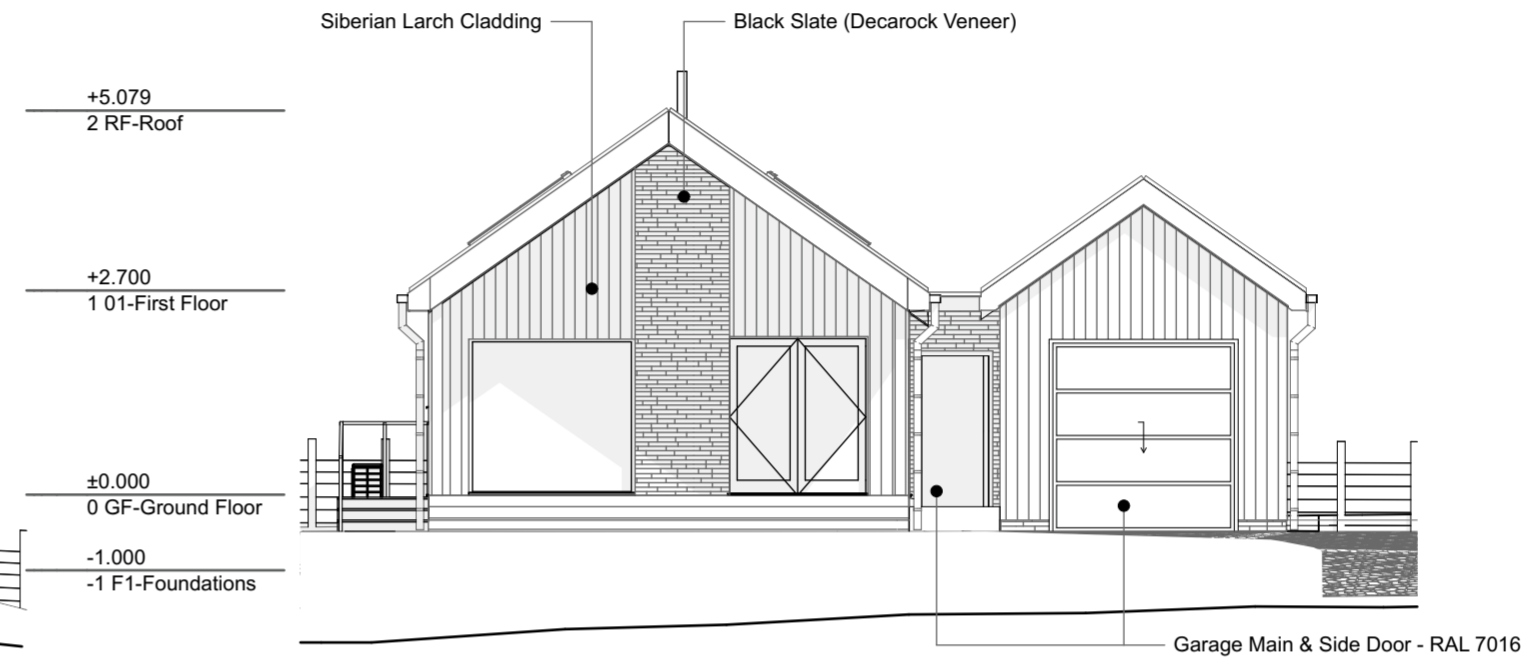 Siberian Larch Cladding
Black Slate (Decarock Veneer)
+5.079
2 RF-Roof
+2.700
1 01-First Floor
±0.000
0 GF-Ground Floor
-1.000
-1 F1-Foundations
Garage Main & Side Door - RAL 7016